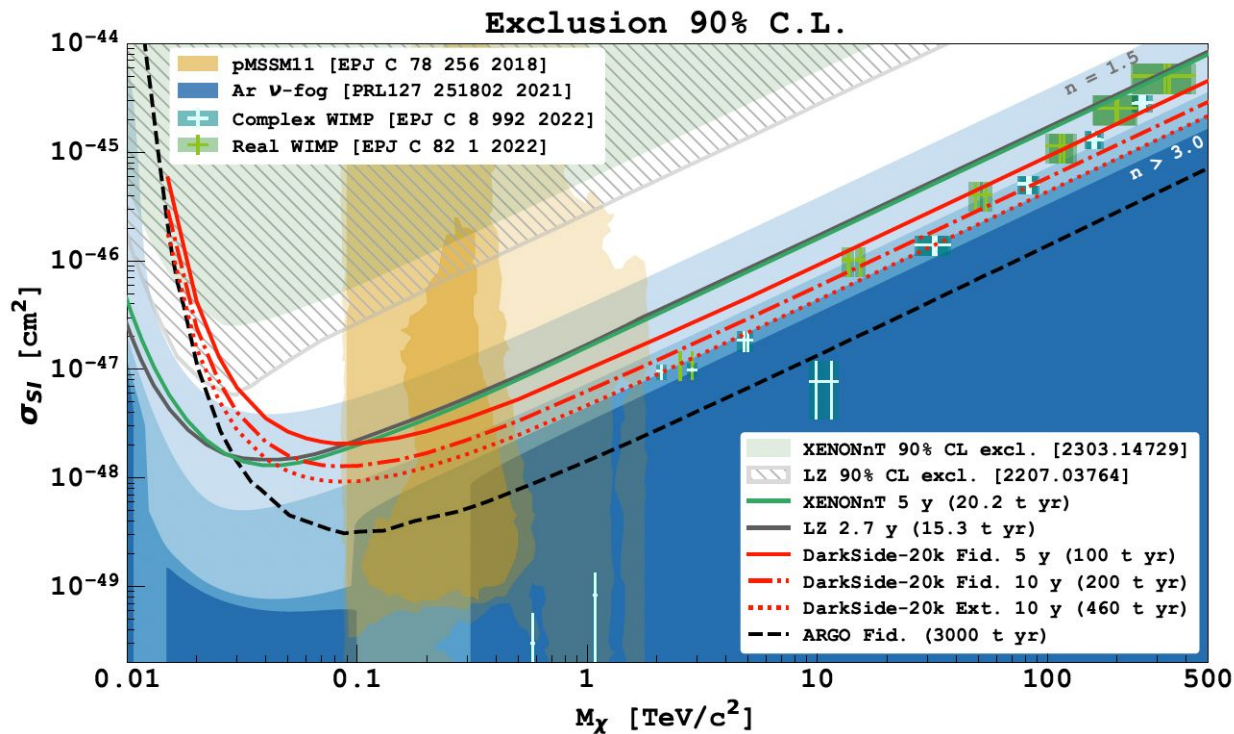 Exclusion 90% C.L.
10⁻⁴⁴
10⁻⁴⁵
10⁻⁴⁶
10⁻⁴⁷
10⁻⁴⁸
10⁻⁴⁹
σ_SI [cm²]
pMSSM11 [EPJ C 78 256 2018]
Ar ν-fog [PRL127 251802 2021]
Complex WIMP [EPJ C 8 992 2022]
Real WIMP [EPJ C 82 1 2022]
n = 1.5
n > 3.0
XENONnT 90% CL excl. [2303.14729]
LZ 90% CL excl. [2207.03764]
XENONnT 5 y (20.2 t yr)
LZ 2.7 y (15.3 t yr)
DarkSide-20k Fid. 5 y (100 t yr)
DarkSide-20k Fid. 10 y (200 t yr)
DarkSide-20k Ext. 10 y (460 t yr)
ARGO Fid. (3000 t yr)
0.01 0.1 1 10 100 500
M_χ [TeV/c²]